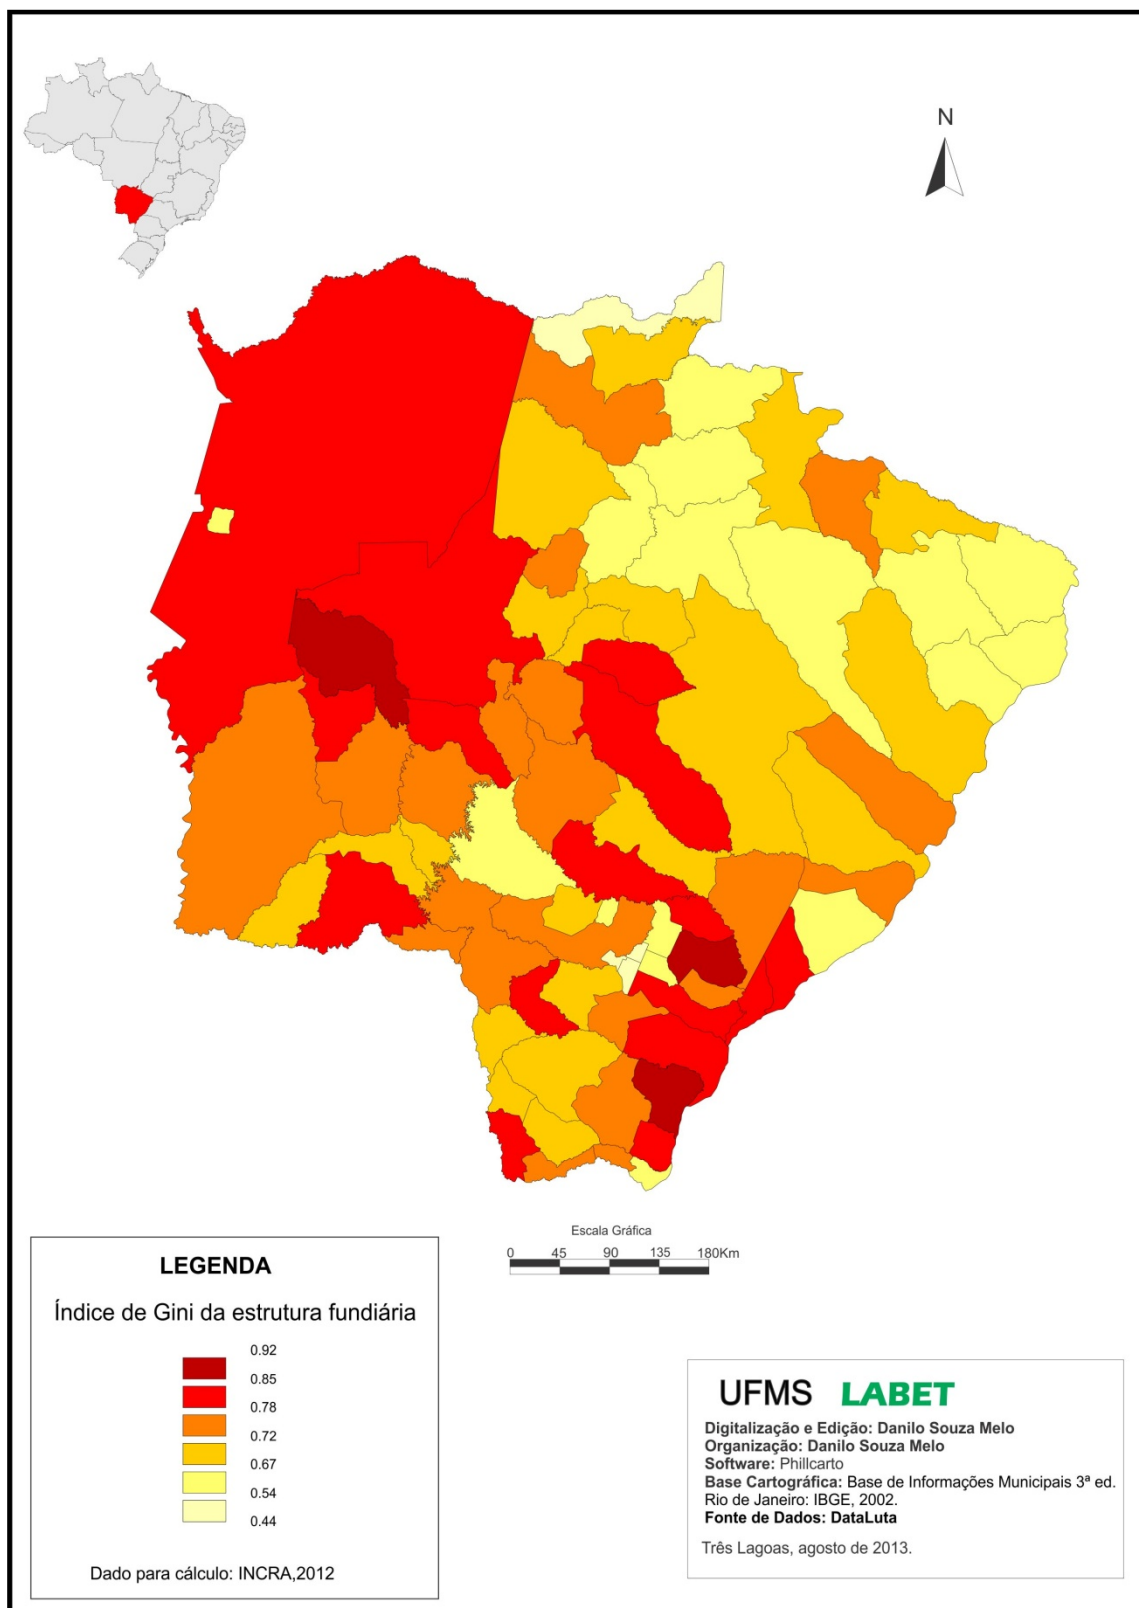 N
Escala Gráfica
0 45 90 135 180Km
LEGENDA
Índice de Gini da estrutura fundiária
0.92
0.85
0.78
0.72
0.67
0.54
0.44
Dado para cálculo: INCRA,2012
UFMS LABET
Digitalização e Edição: Danilo Souza Melo
Organização: Danilo Souza Melo
Software: Phillcarto
Base Cartográfica: Base de Informações Municipais 3ª ed.
Rio de Janeiro: IBGE, 2002.
Fonte de Dados: DataLuta
Três Lagoas, agosto de 2013.